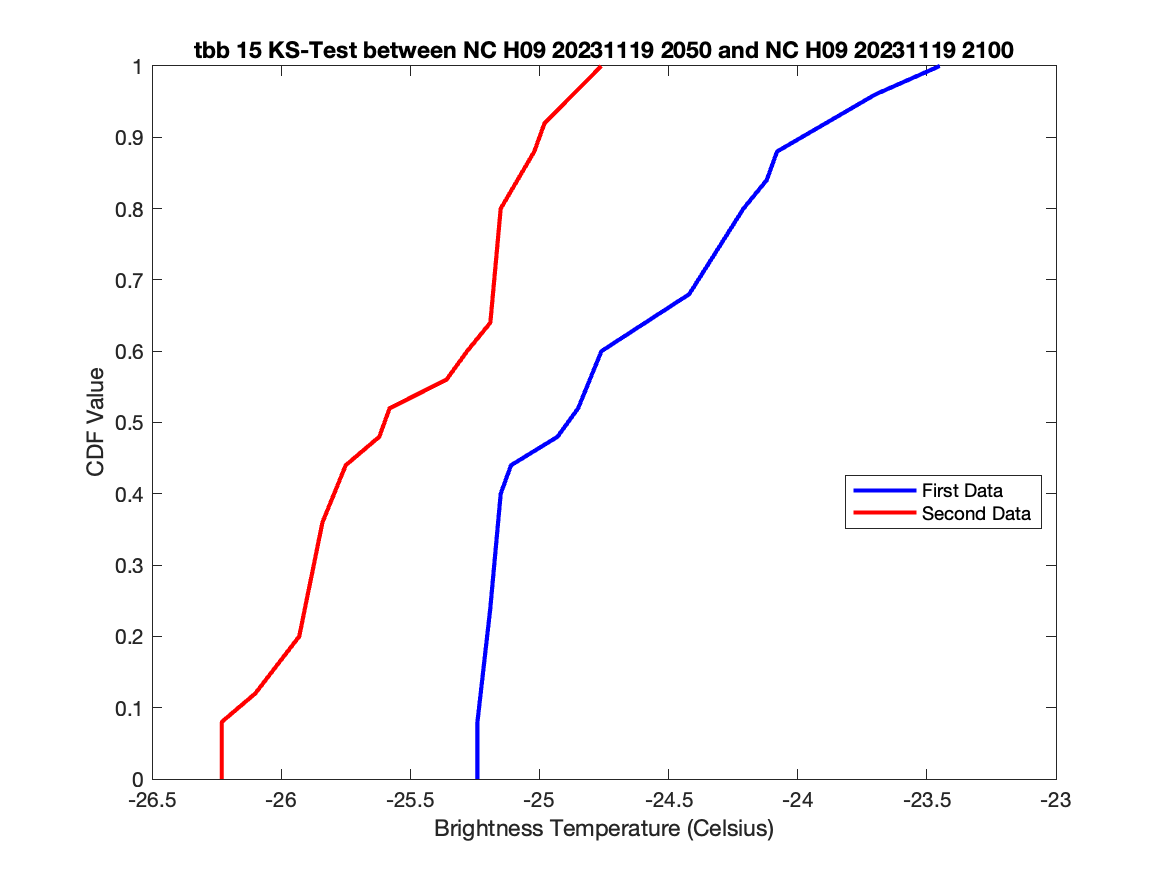 tbb 15 KS-Test between NC H09 20231119 2050 and NC H09 20231119 2100
1
0.9
0.8
0.7
0.6
0.5
0.4
0.3
0.2
0.1
0
CDF Value
First Data
Second Data
-26.5 -26 -25.5 -25 -24.5 -24 -23.5 -23
Brightness Temperature (Celsius)